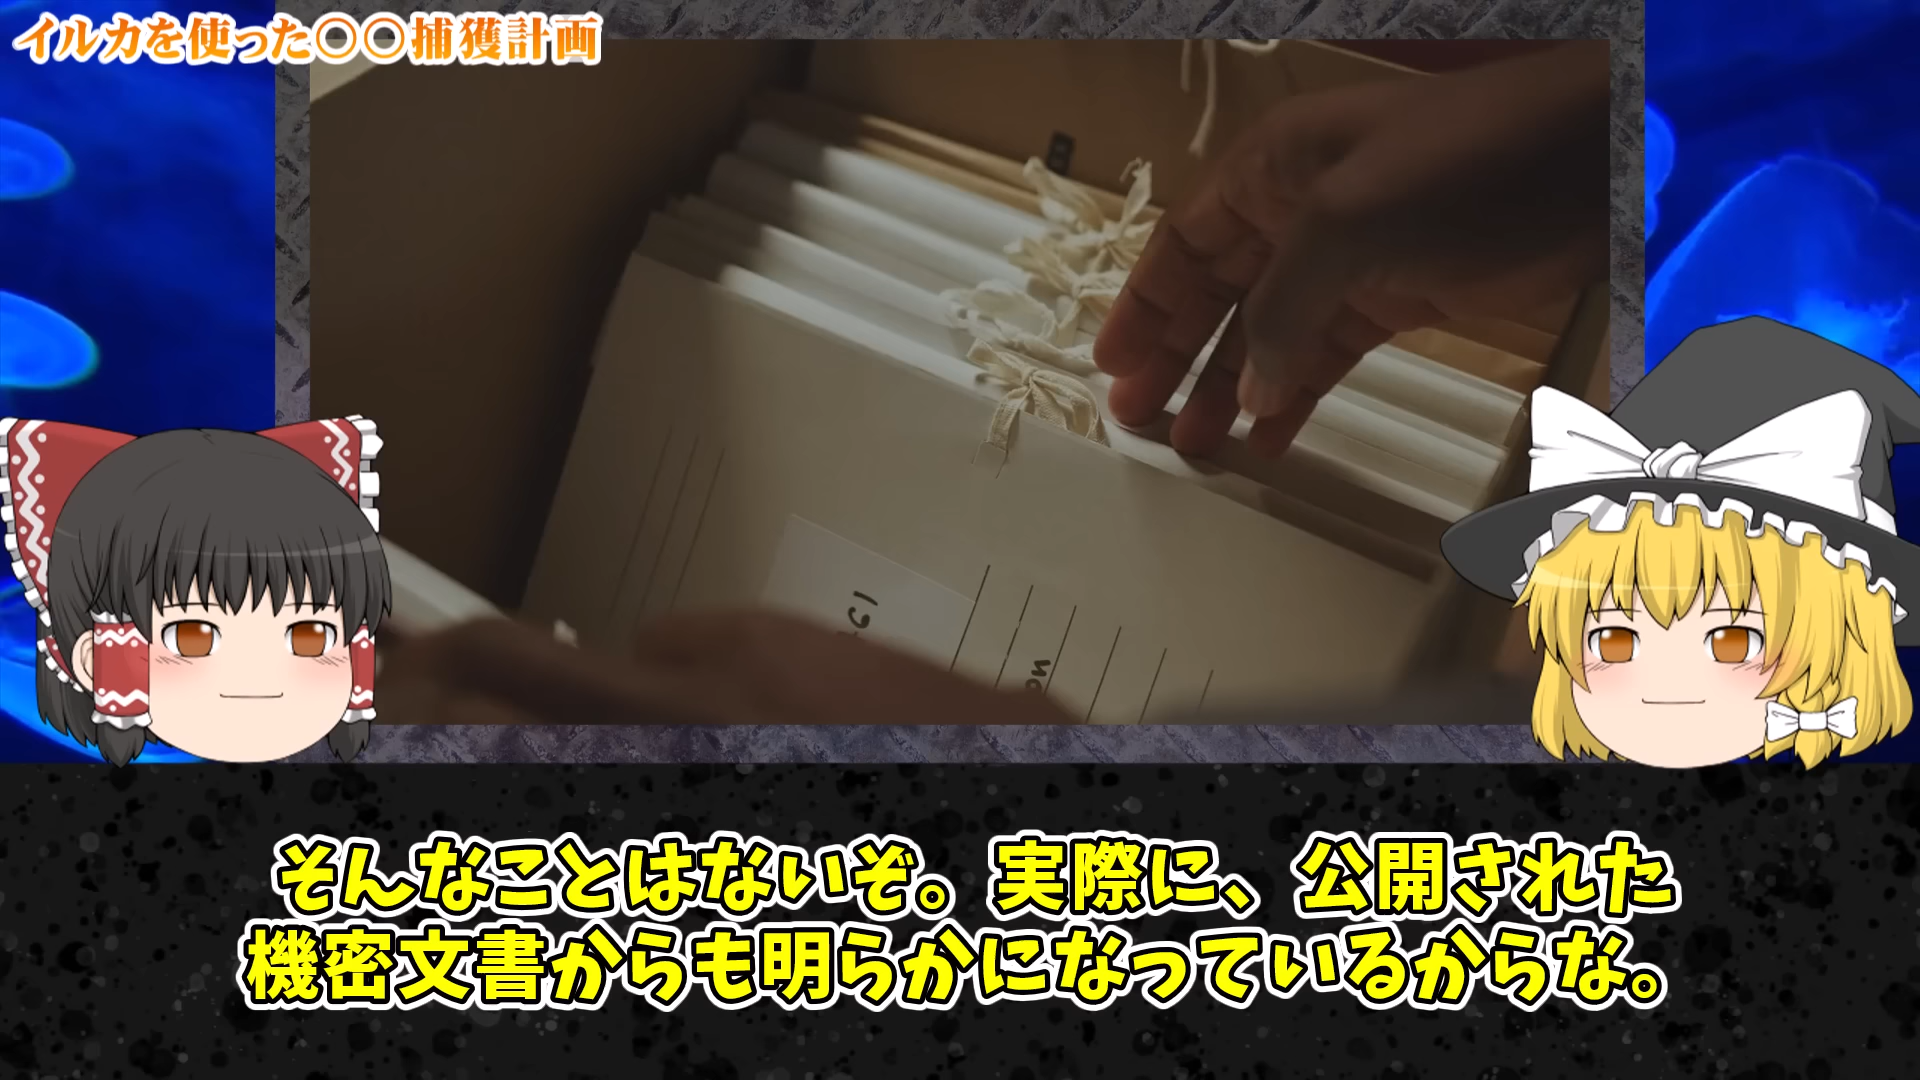 イルカを使った〇〇捕獲計画
そんなことはないぞ。実際に、公開された
機密文書からも明らかになっているからな。